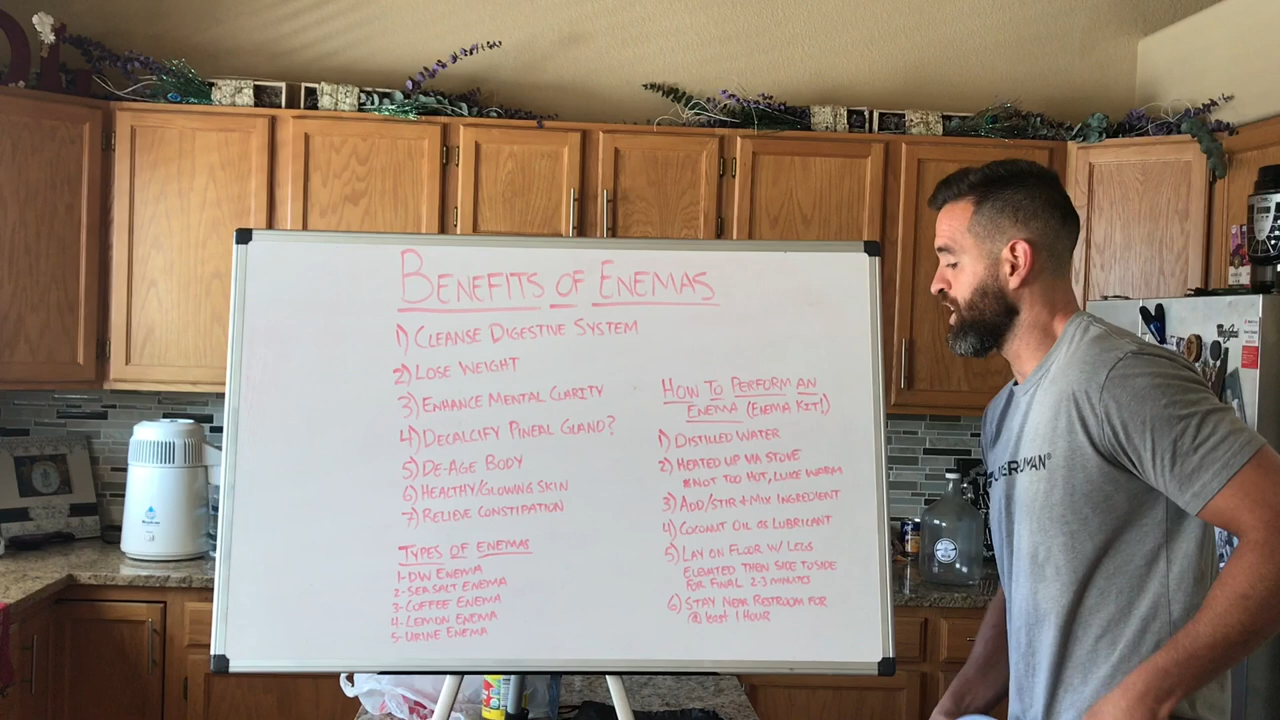 BENEFITS OF ENEMAS
1) CLEANSE DIGESTIVE SYSTEM
2) LOSE WEIGHT
3) ENHANCE MENTAL CLARITY
4) DECALCIFY PINEAL GLAND?
5) DE-AGE BODY
6) HEALTHY/GLOWING SKIN
7) RELIEVE CONSTIPATION
TYPES OF ENEMAS
1-DW ENEMA
2-SEA SALT ENEMA
3-COFFEE ENEMA
4-LEMON ENEMA
5-URINE ENEMA
HOW TO PERFORM AN
ENEMA (ENEMA KIT!)
1) DISTILLED WATER
2) HEATED UP VIA STOVE
*NOT TOO HOT, LUKE WARM
3) ADD/STIR + MIX INGREDIENT
4) COCONUT OIL as LUBRICANT
5) LAY ON FLOOR W/ LEGS
ELEVATED THEN SIDE TO SIDE
FOR FINAL 2-3 MINUTES
6) STAY NEAR RESTROOM FOR
@ least 1 HOUR